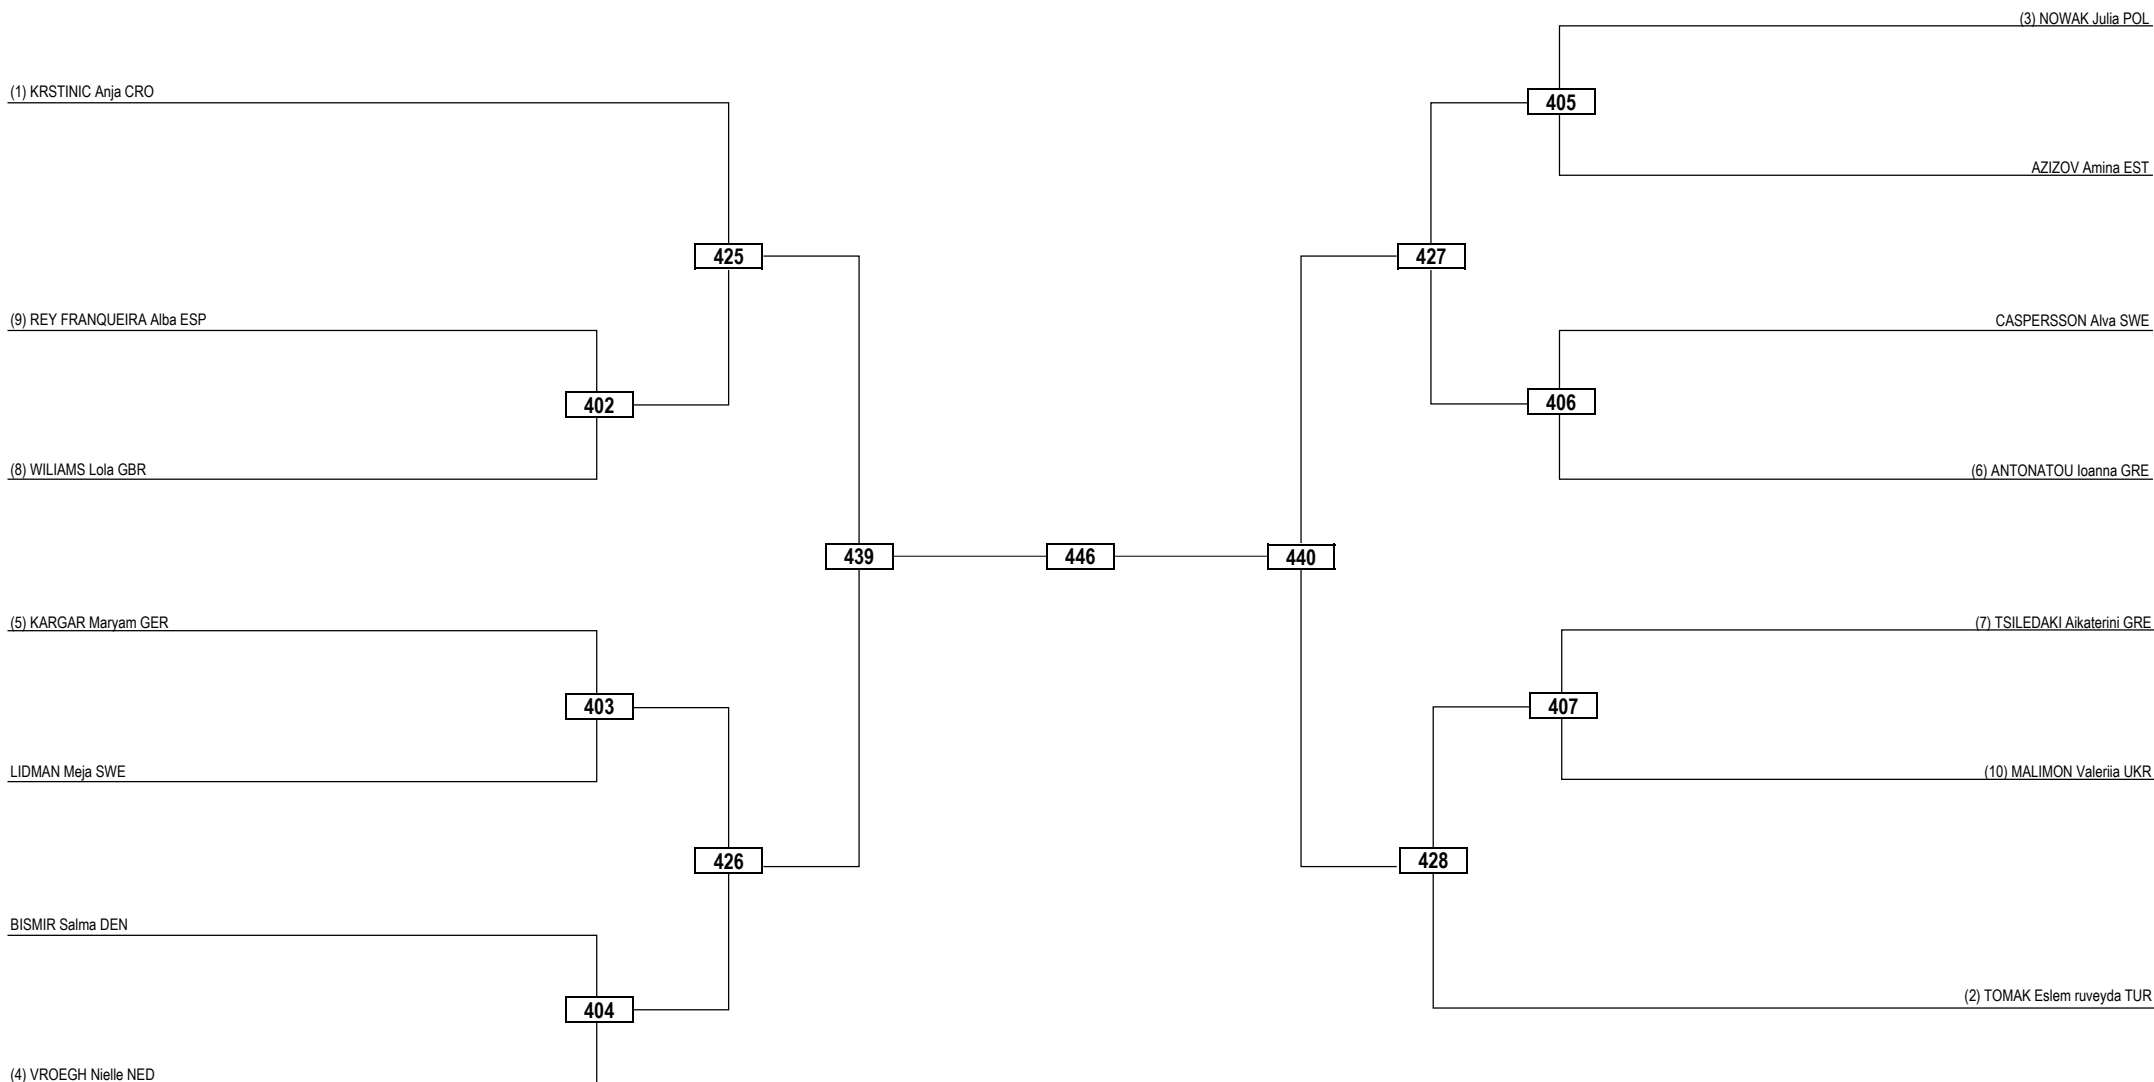 (3) NOWAK Julia POL
(1) KRSTINIC Anja CRO
405
AZIZOV Amina EST
425
427
(9) REY FRANQUEIRA Alba ESP
CASPERSSON Alva SWE
402
406
(8) WILIAMS Lola GBR
(6) ANTONATOU Ioanna GRE
439
446
440
(5) KARGAR Maryam GER
(7) TSILEDAKI Aikaterini GRE
403
407
LIDMAN Meja SWE
(10) MALIMON Valeriia UKR
426
428
BISMIR Salma DEN
(2) TOMAK Eslem ruveyda TUR
404
(4) VROEGH Nielle NED